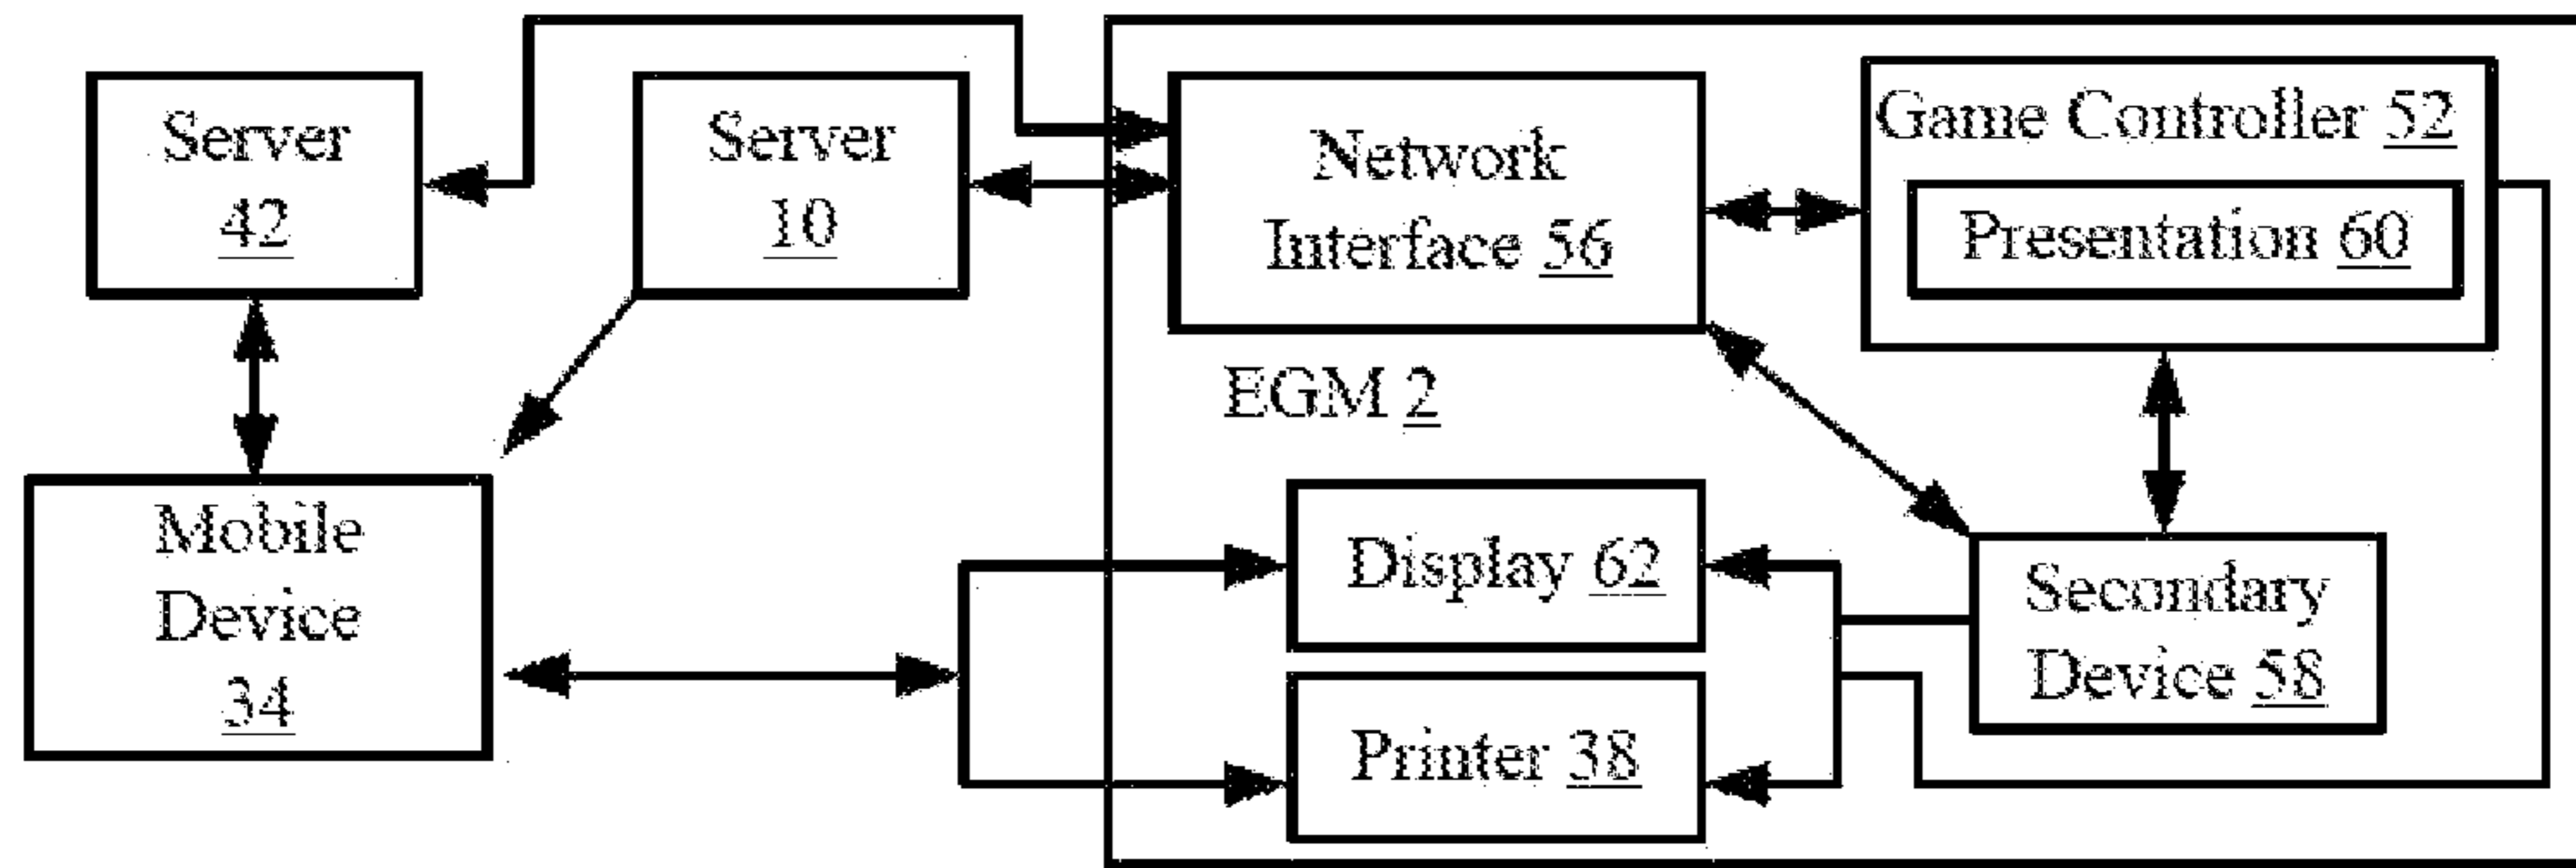 Server
42
Server
10
Network
Interface 56
Game Controller 52
Presentation 60
EGM 2
Mobile
Device
34
Display 62
Printer 38
Secondary
Device 58